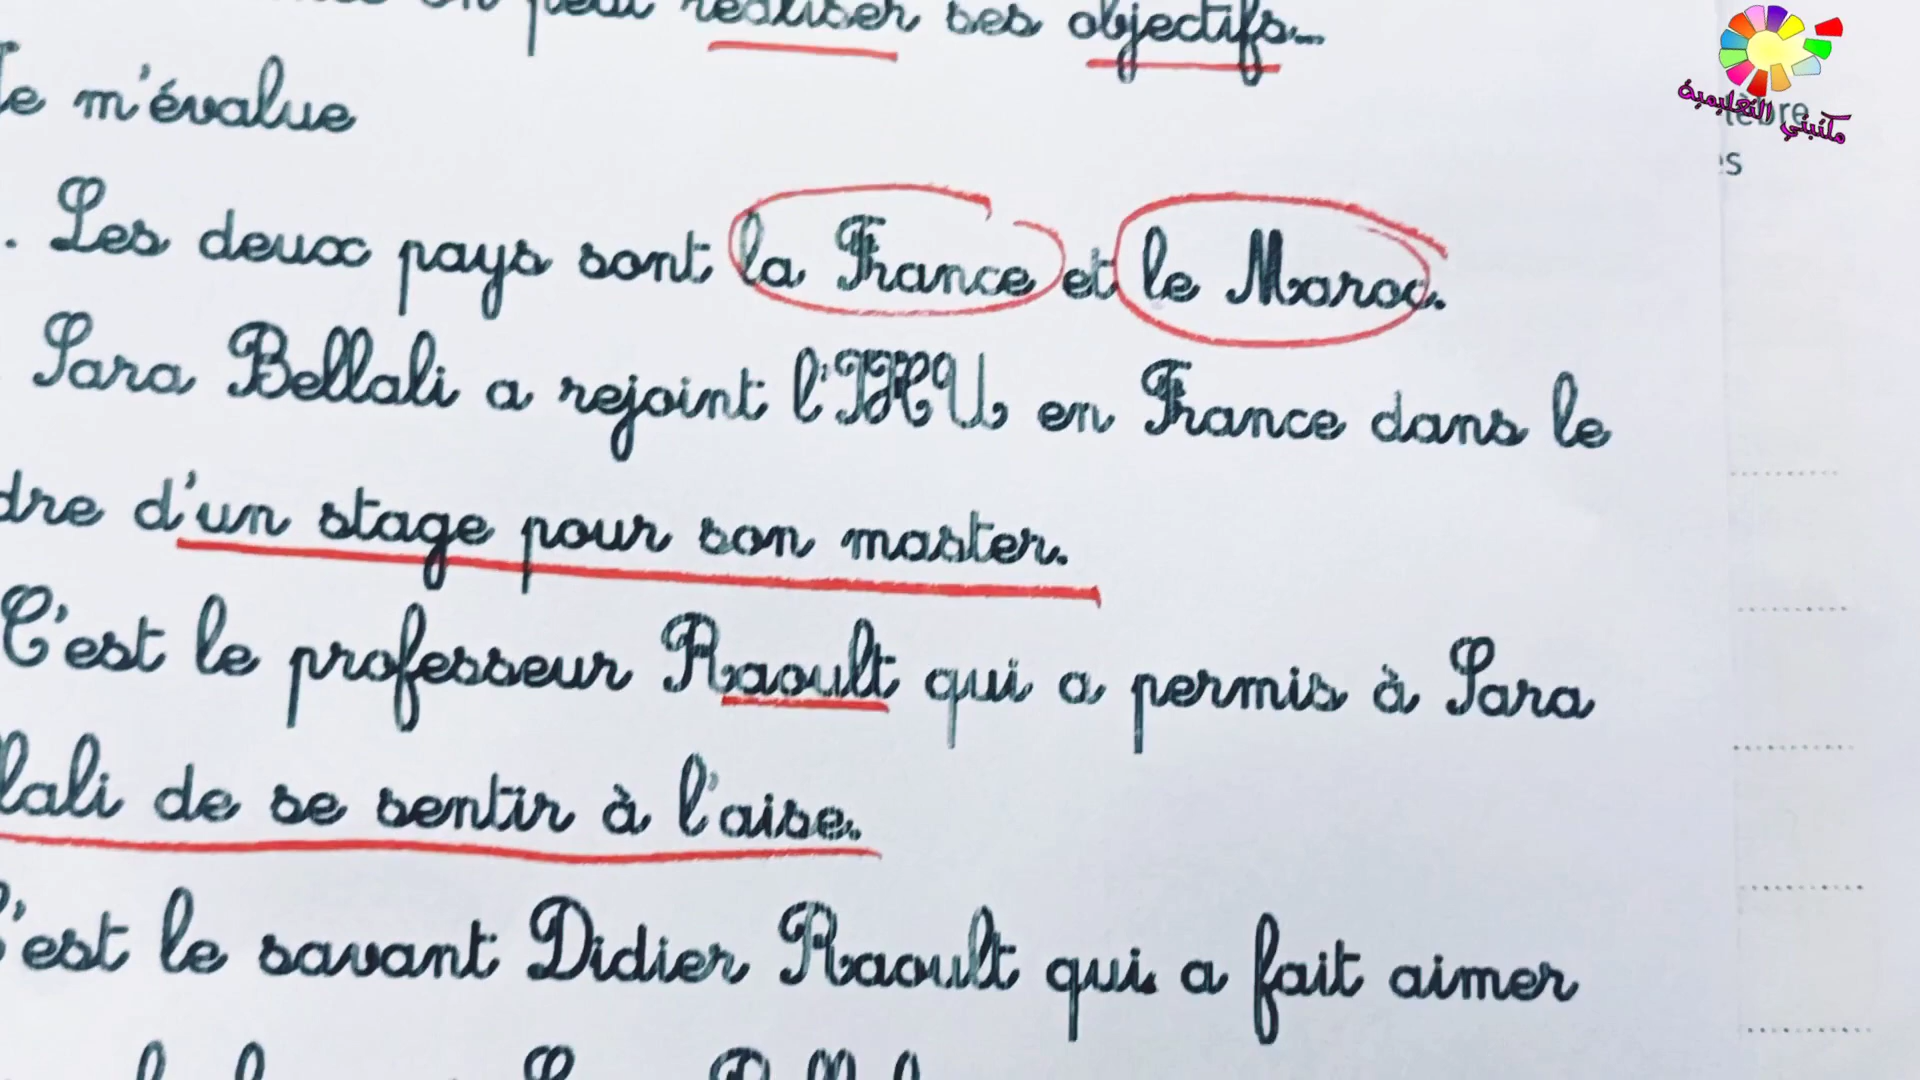 réaliser ses objectifs...
Je m'évalue
. Les deux pays sont la France et le Maroc.
Sara Bellali a rejoint l'IHU en France dans le
dre d'un stage pour son master.
C'est le professeur Raoult qui a permis à Sara
lali de se sentir à l'aise.
C'est le savant Didier Raoult qui a fait aimer
مكتبتي التعليمية